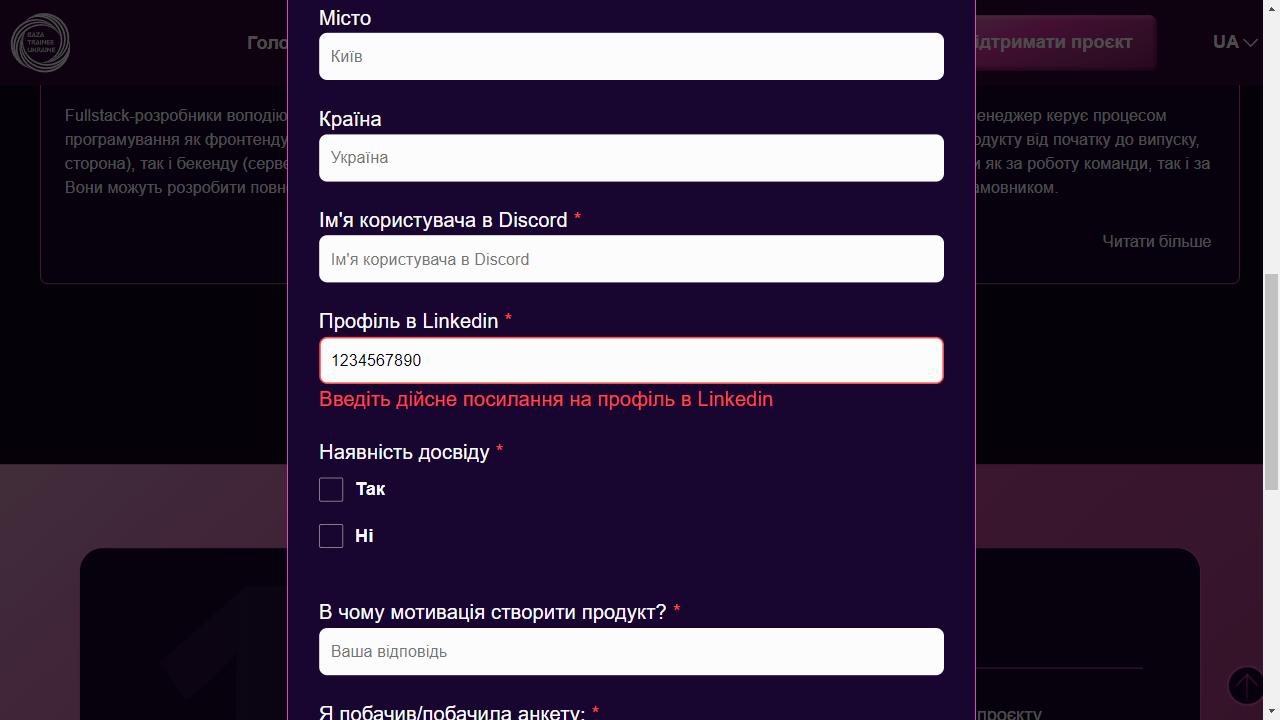 BAZA
TRAINEE
UKRAINE
Голо
ідтримати проєкт
UA
Місто
Київ
Країна
Україна
Ім'я користувача в Discord *
Ім'я користувача в Discord
Профіль в Linkedin *
1234567890
Введіть дійсне посилання на профіль в Linkedin
Наявність досвіду *
Так
Ні
В чому мотивація створити продукт? *
Ваша відповідь
Я побачив/побачила анкету: *
Fullstack-розробники володію
програмування як фронтенду
сторона), так і бекенду (серве
Вони можуть розробити повно
енеджер керує процесом
одукту від початку до випуску,
и як за роботу команди, так і за
амовником.
Читати більше
1
проєкту